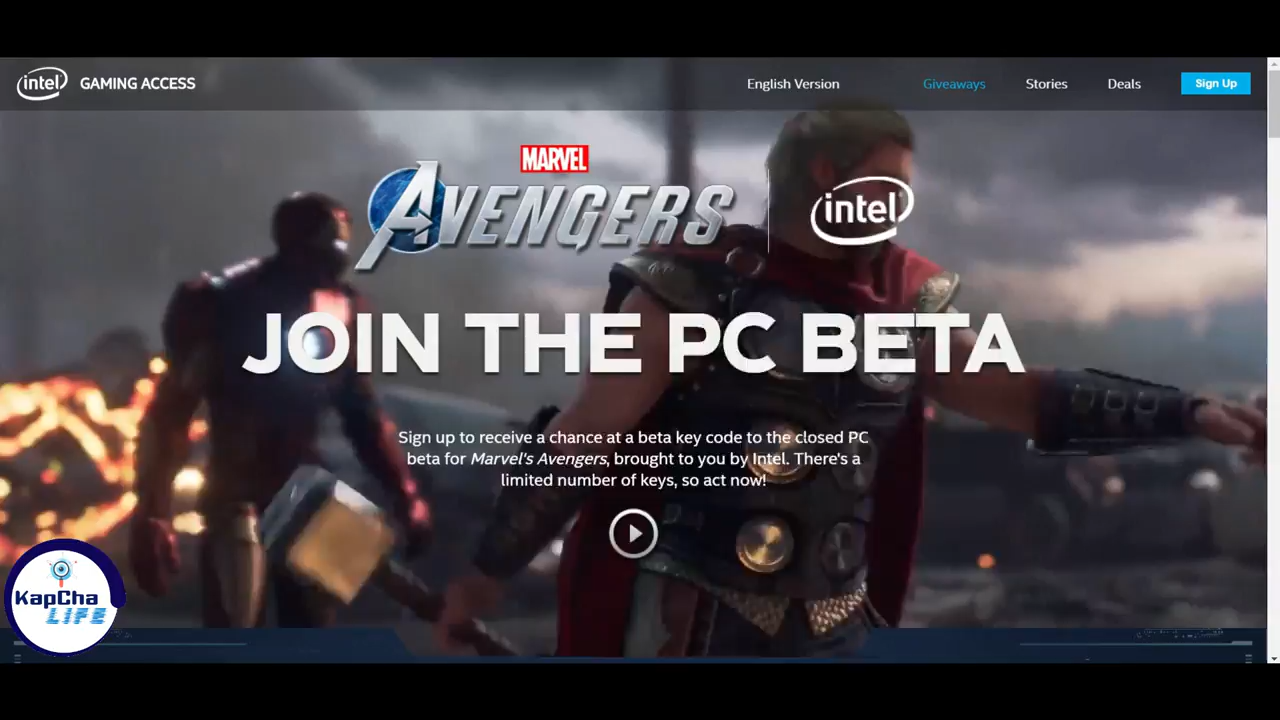 intel GAMING ACCESS English Version Giveaways Stories Deals Sign Up
MARVEL
AVENGERS intel
JOIN THE PC BETA
Sign up to receive a chance at a beta key code to the closed PC
beta for Marvel's Avengers, brought to you by Intel. There's a
limited number of keys, so act now!
KapCha
LIFE